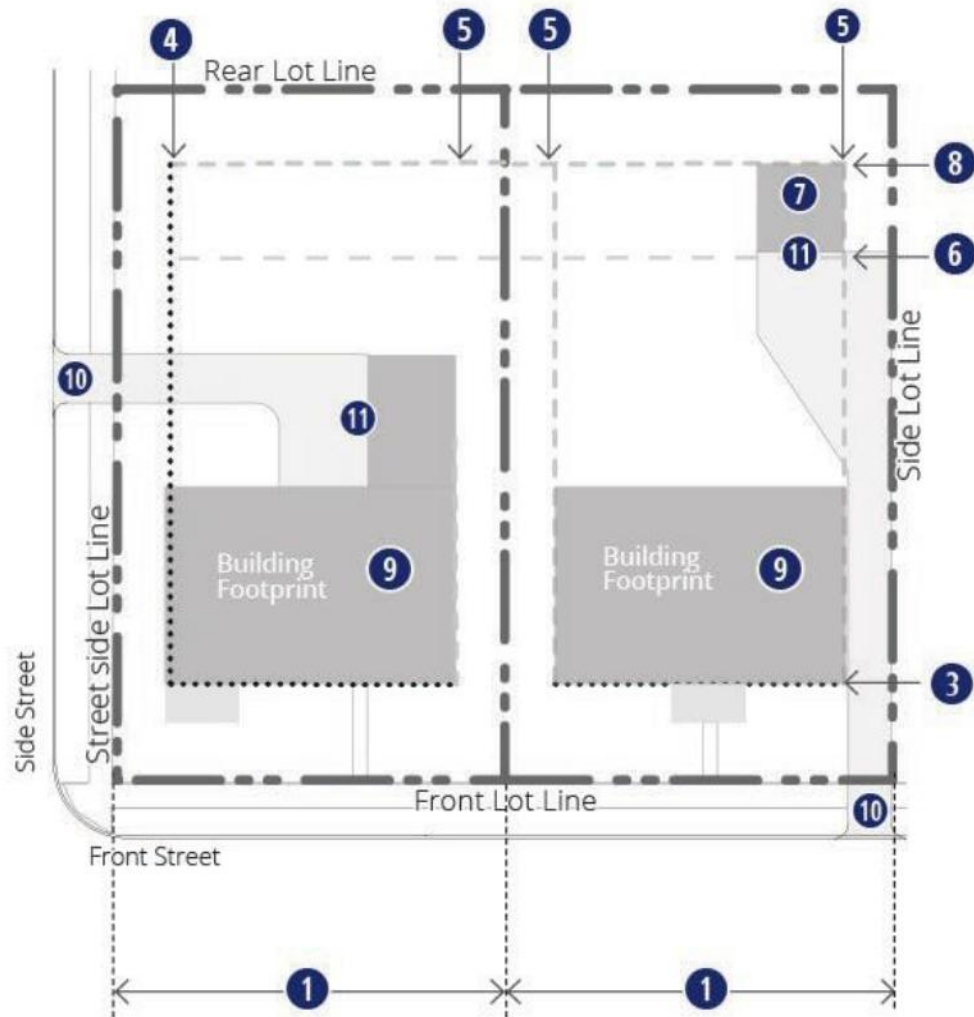 4
5
5
5
Rear Lot Line
8
7
11
6
Side Lot Line
10
11
Street side Lot Line
Building
Footprint
9
Building
Footprint
9
3
Side Street
Front Lot Line
10
Front Street
1
1